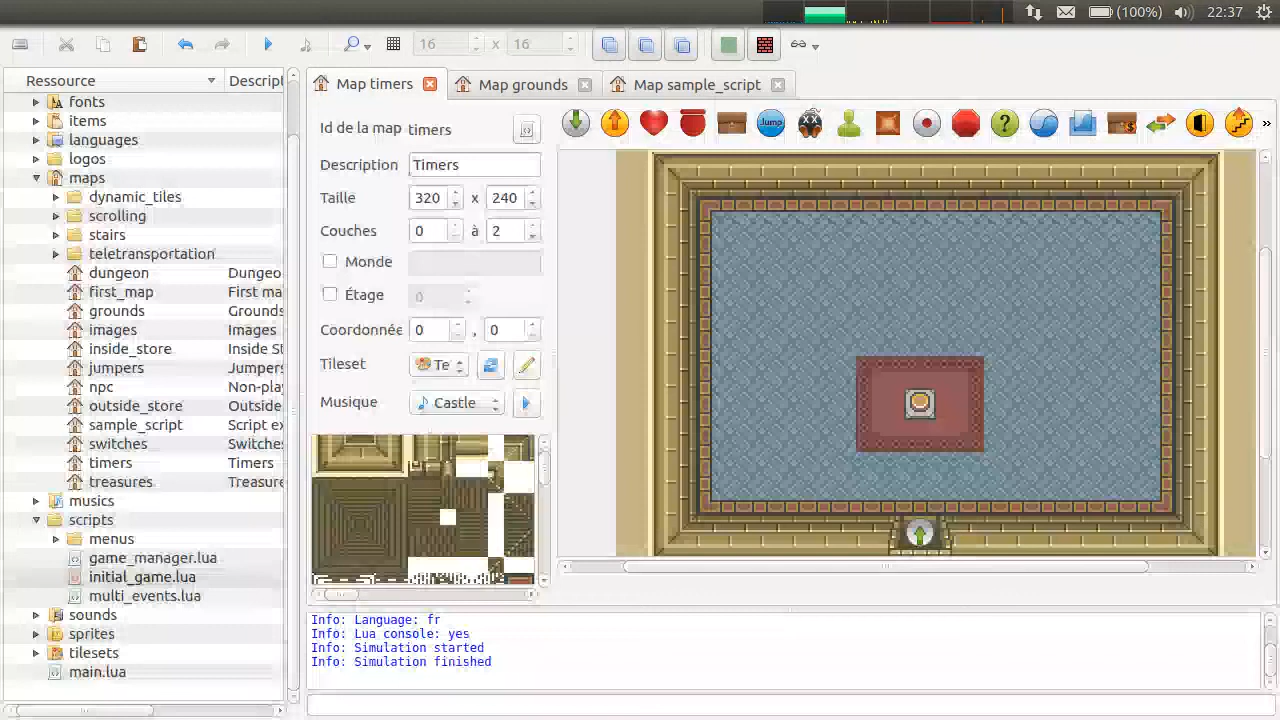 (100%) 22:37
16 x 16
Ressource Descript
fonts
items
languages
logos
maps
dynamic_tiles
scrolling
stairs
teletransportation
dungeon Dungeo
first_map First ma
grounds Grounds
images Images
inside_store Inside St
jumpers Jumpers
npc Non-play
outside_store Outside
sample_script Script ex
switches Switches
timers Timers
treasures Treasure
musics
scripts
menus
game_manager.lua
initial_game.lua
multi_events.lua
sounds
sprites
tilesets
main.lua
Map timers Map grounds Map sample_script
Id de la map timers
Description Timers
Taille 320 x 240
Couches 0 à 2
Monde
Étage 0
Coordonnée 0 , 0
Tileset Te
Musique Castle
Jump
?
$
»
Info: Language: fr
Info: Lua console: yes
Info: Simulation started
Info: Simulation finished